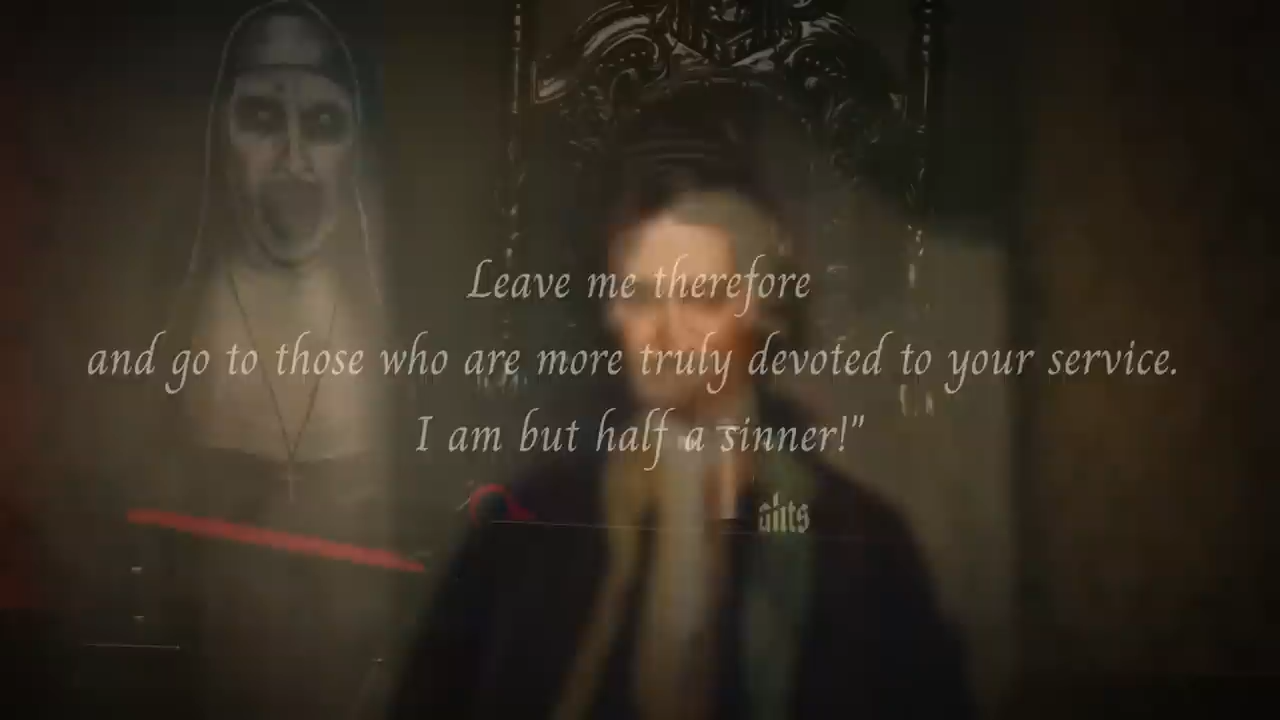 Leave me therefore
and go to those who are more truly devoted to your service.
I am but half a sinner!"